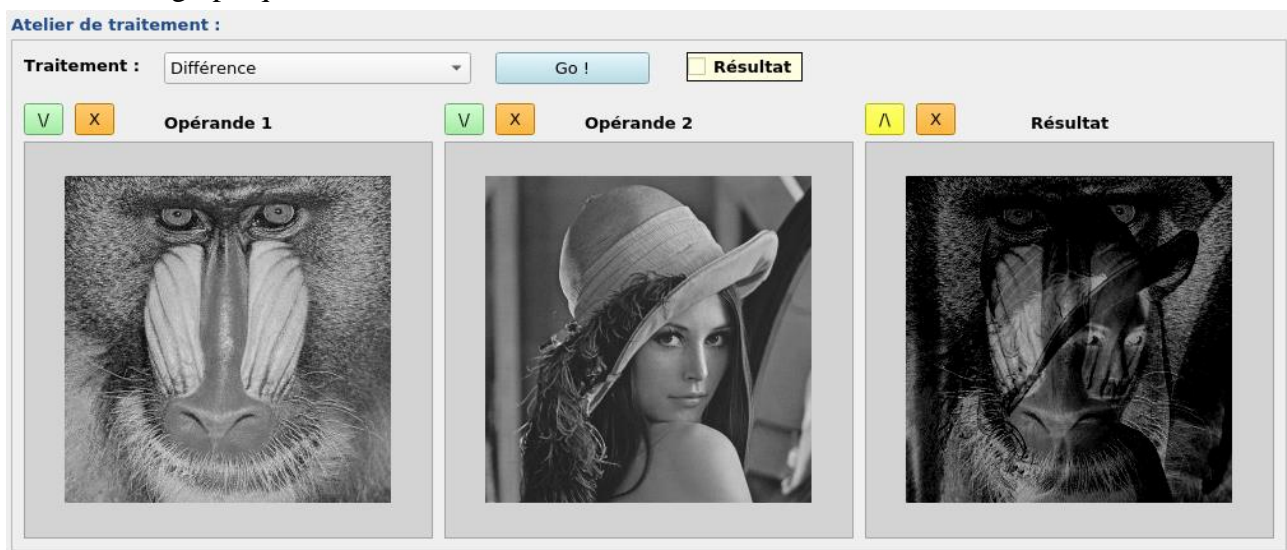 Atelier de traitement :
Traitement : Différence Go ! Résultat
\/ X Opérande 1 \/ X Opérande 2 /\ X Résultat